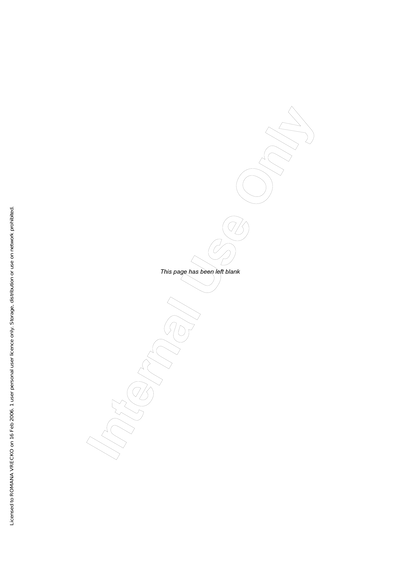 Internal Use Only
This page has been left blank
Licensed to ROMANA VRECKO on 16 Feb 2006. 1 user personal user licence only. Storage, distribution or use on network prohibited.